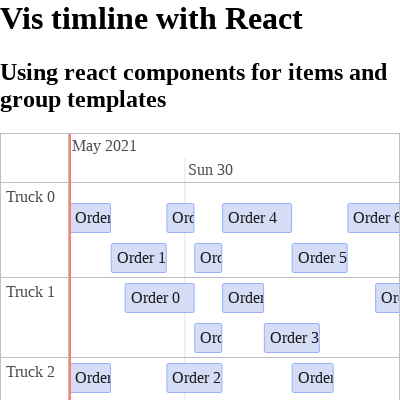 Vis timline with React
Using react components for items and
group templates
May 2021
Sun 30
Truck 0
Order
Ord
Order 4
Order 6
Order 1
Ord
Order 5
Truck 1
Order 0
Order
Ord
Ord
Order 3
Truck 2
Order
Order 2
Order